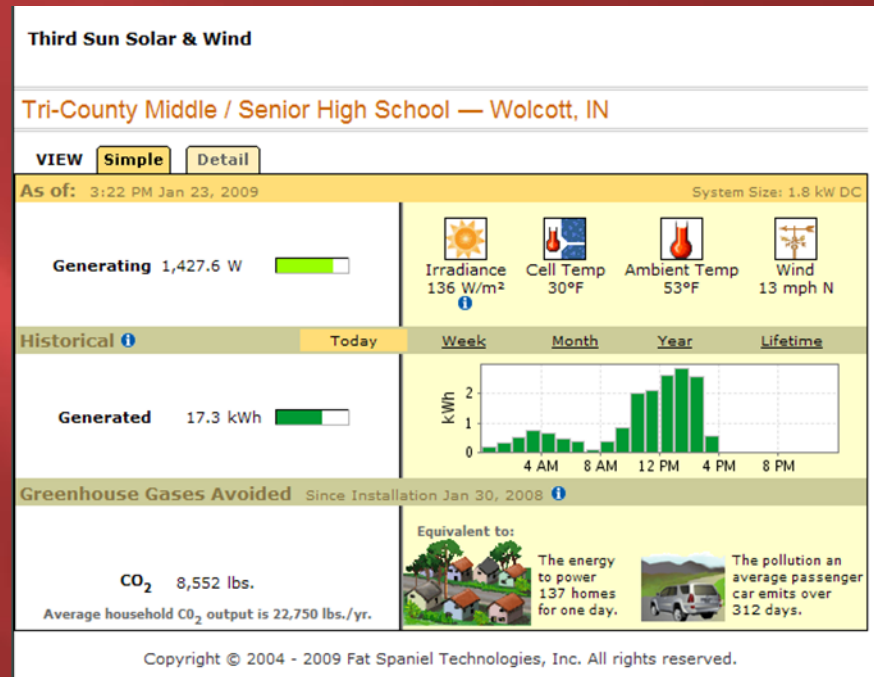 Third Sun Solar & Wind
Tri-County Middle / Senior High School — Wolcott, IN
VIEW Simple Detail
As of: 3:22 PM Jan 23, 2009 System Size: 1.8 kW DC
Generating 1,427.6 W
Irradiance
136 W/m²
Cell Temp
30°F
Ambient Temp
53°F
Wind
13 mph N
Historical Today Week Month Year Lifetime
Generated 17.3 kWh
kWh
2
1
0
4 AM 8 AM 12 PM 4 PM 8 PM
Greenhouse Gases Avoided Since Installation Jan 30, 2008
CO2 8,552 lbs.
Average household CO2 output is 22,750 lbs./yr.
Equivalent to:
The energy
to power
137 homes
for one day.
The pollution an
average passenger
car emits over
312 days.
Copyright © 2004 - 2009 Fat Spaniel Technologies, Inc. All rights reserved.